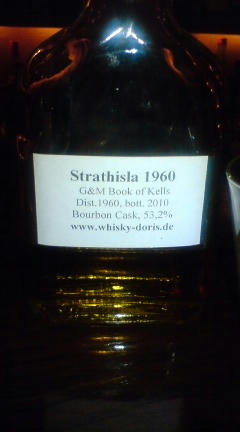 Strathisla 1960
G&M Book of Kells
Dist.1960, bott. 2010
Bourbon Cask, 53,2%
www.whisky-doris.de